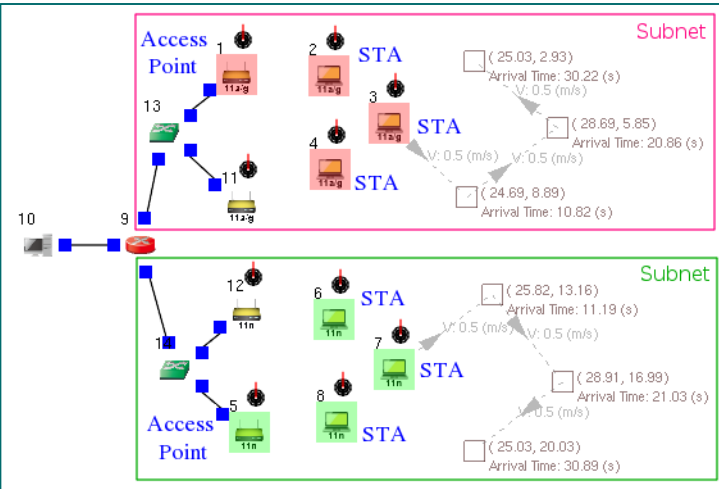 Subnet
Access
Point
1
11a/g
2
STA
11a/g
3
STA
11a/g
4
STA
11a/g
13
11
11a/g
( 25.03, 2.93)
Arrival Time: 30.22 (s)
V: 0.5 (m/s)
( 28.69, 5.85)
Arrival Time: 20.86 (s)
V: 0.5 (m/s)
V: 0.5 (m/s)
( 24.69, 8.89)
Arrival Time: 10.82 (s)
10
9
Subnet
12
11n
6
STA
11n
7
STA
11n
14
5
Access
Point
11n
8
STA
11n
( 25.82, 13.16)
Arrival Time: 11.19 (s)
V: 0.5 (m/s)
V: 0.5 (m/s)
( 28.91, 16.99)
Arrival Time: 21.03 (s)
V: 0.5 (m/s)
( 25.03, 20.03)
Arrival Time: 30.89 (s)